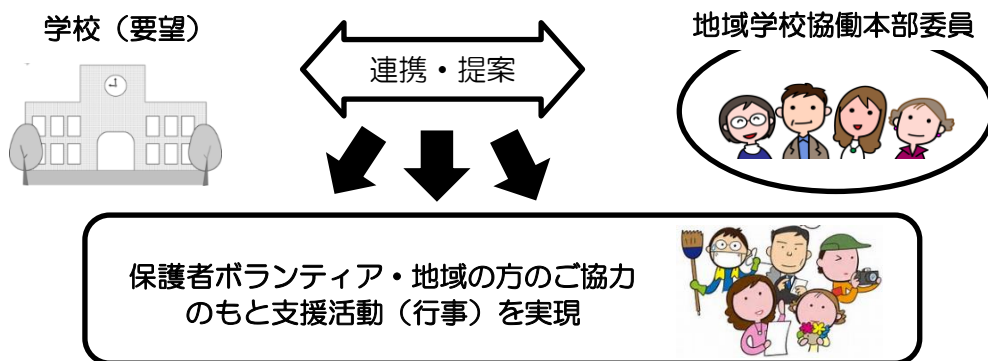 学校（要望）
連携・提案
地域学校協働本部委員
保護者ボランティア・地域の方のご協力
のもと支援活動（行事）を実現